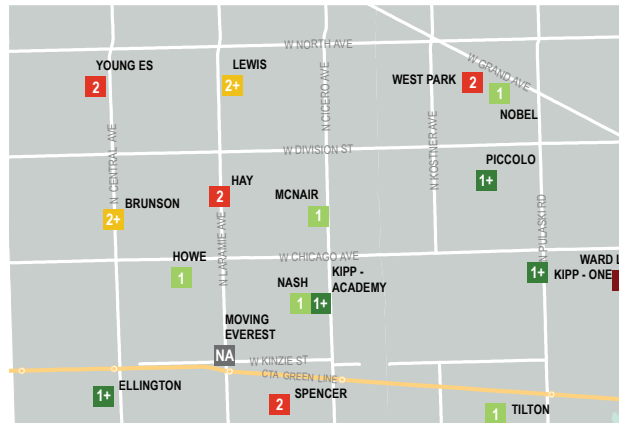 W NORTH AVE
YOUNG ES
2
LEWIS
2+
N CICERO AVE
W GRAND AVE
WEST PARK
2
1
NOBEL
N CENTRAL AVE
N KOSTNER AVE
W DIVISION ST
PICCOLO
1+
HAY
2
MCNAIR
1
BRUNSON
2+
N LARAMIE AVE
N PULASKI RD
HOWE
1
W CHICAGO AVE
NASH
1
KIPP -
ACADEMY
1+
1+
WARD L
KIPP - ONE
MOVING
EVEREST
NA
W KINZIE ST
CTA GREEN LINE
ELLINGTON
1+
2
SPENCER
1
TILTON